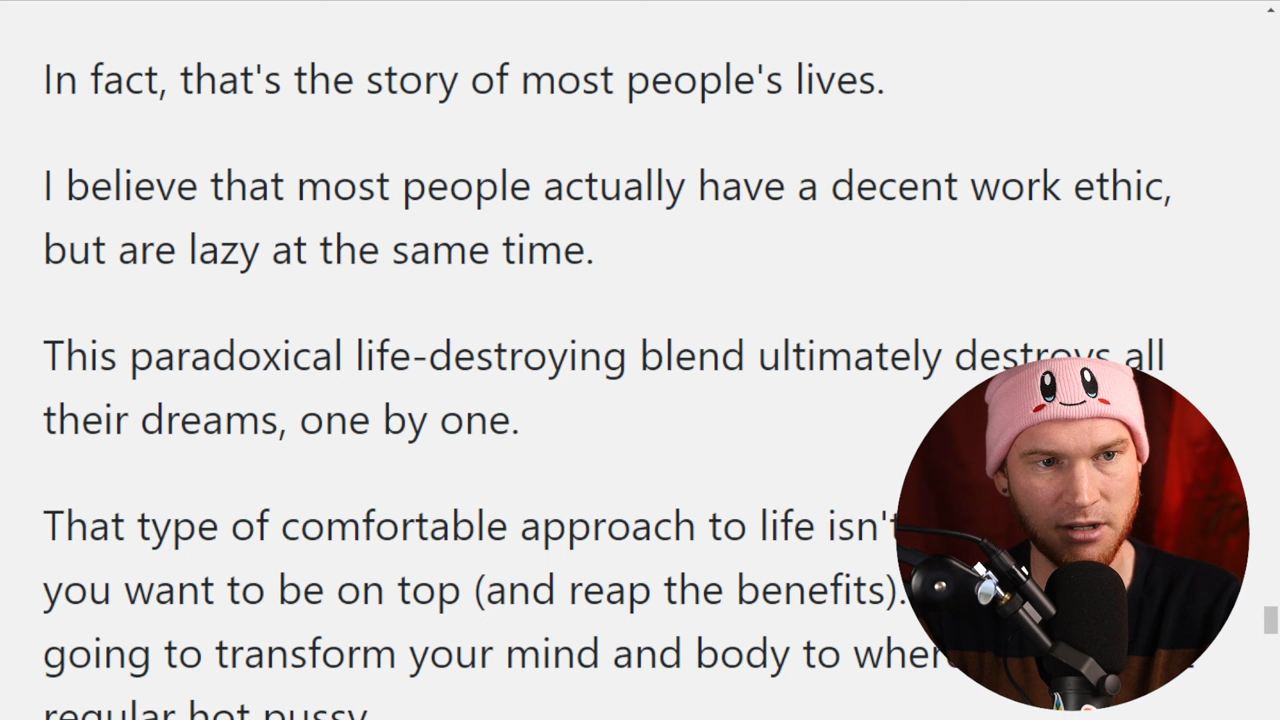 In fact, that's the story of most people's lives.
I believe that most people actually have a decent work ethic,
but are lazy at the same time.
This paradoxical life-destroying blend ultimately destroys all
their dreams, one by one.
That type of comfortable approach to life isn't
you want to be on top (and reap the benefits).
going to transform your mind and body to where
regular hot pussy